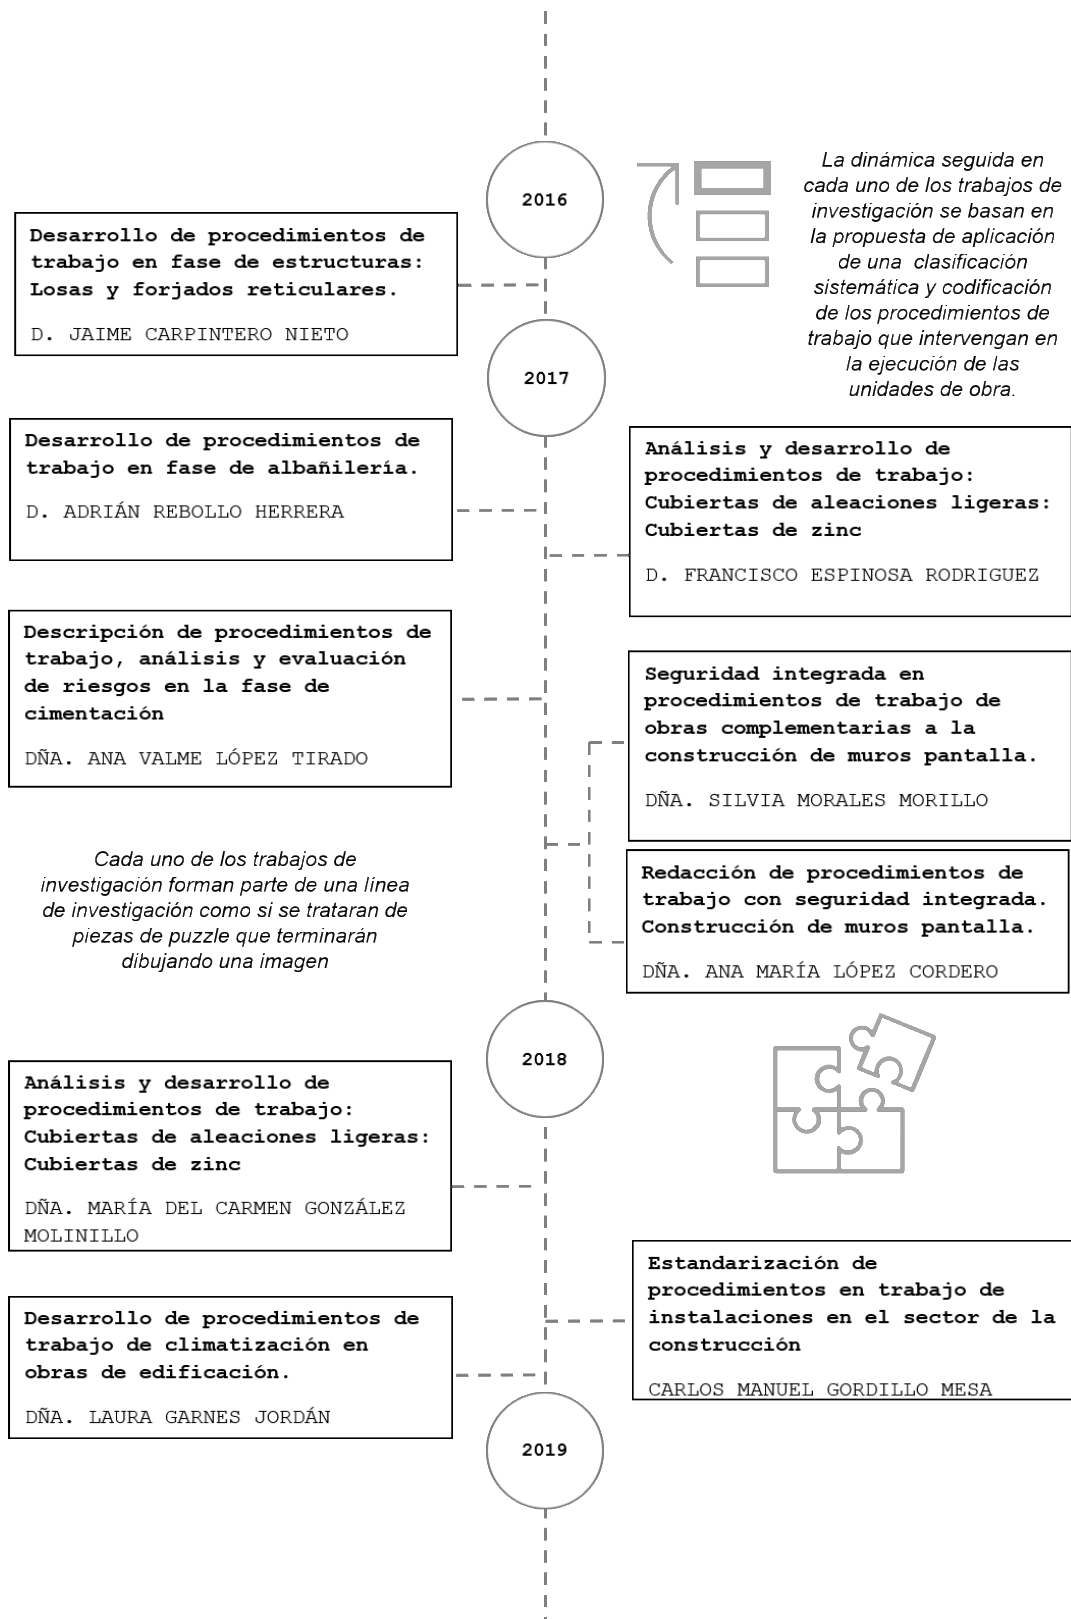 2016
La dinámica seguida en
cada uno de los trabajos de
investigación se basan en
la propuesta de aplicación
de una clasificación
sistemática y codificación
de los procedimientos de
trabajo que intervengan en
la ejecución de las
unidades de obra.
Desarrollo de procedimientos de
trabajo en fase de estructuras:
Losas y forjados reticulares.
D. JAIME CARPINTERO NIETO
2017
Desarrollo de procedimientos de
trabajo en fase de albañilería.
D. ADRIÁN REBOLLO HERRERA
Análisis y desarrollo de
procedimientos de trabajo:
Cubiertas de aleaciones ligeras:
Cubiertas de zinc
D. FRANCISCO ESPINOSA RODRIGUEZ
Descripción de procedimientos de
trabajo, análisis y evaluación
de riesgos en la fase de
cimentación
DÑA. ANA VALME LÓPEZ TIRADO
Seguridad integrada en
procedimientos de trabajo de
obras complementarias a la
construcción de muros pantalla.
DÑA. SILVIA MORALES MORILLO
Cada uno de los trabajos de
investigación forman parte de una línea
de investigación como si se trataran de
piezas de puzzle que terminarán
dibujando una imagen
Redacción de procedimientos de
trabajo con seguridad integrada.
Construcción de muros pantalla.
DÑA. ANA MARÍA LÓPEZ CORDERO
2018
Análisis y desarrollo de
procedimientos de trabajo:
Cubiertas de aleaciones ligeras:
Cubiertas de zinc
DÑA. MARÍA DEL CARMEN GONZÁLEZ
MOLINILLO
Estandarización de
procedimientos en trabajo de
instalaciones en el sector de la
construcción
CARLOS MANUEL GORDILLO MESA
Desarrollo de procedimientos de
trabajo de climatización en
obras de edificación.
DÑA. LAURA GARNES JORDÁN
2019